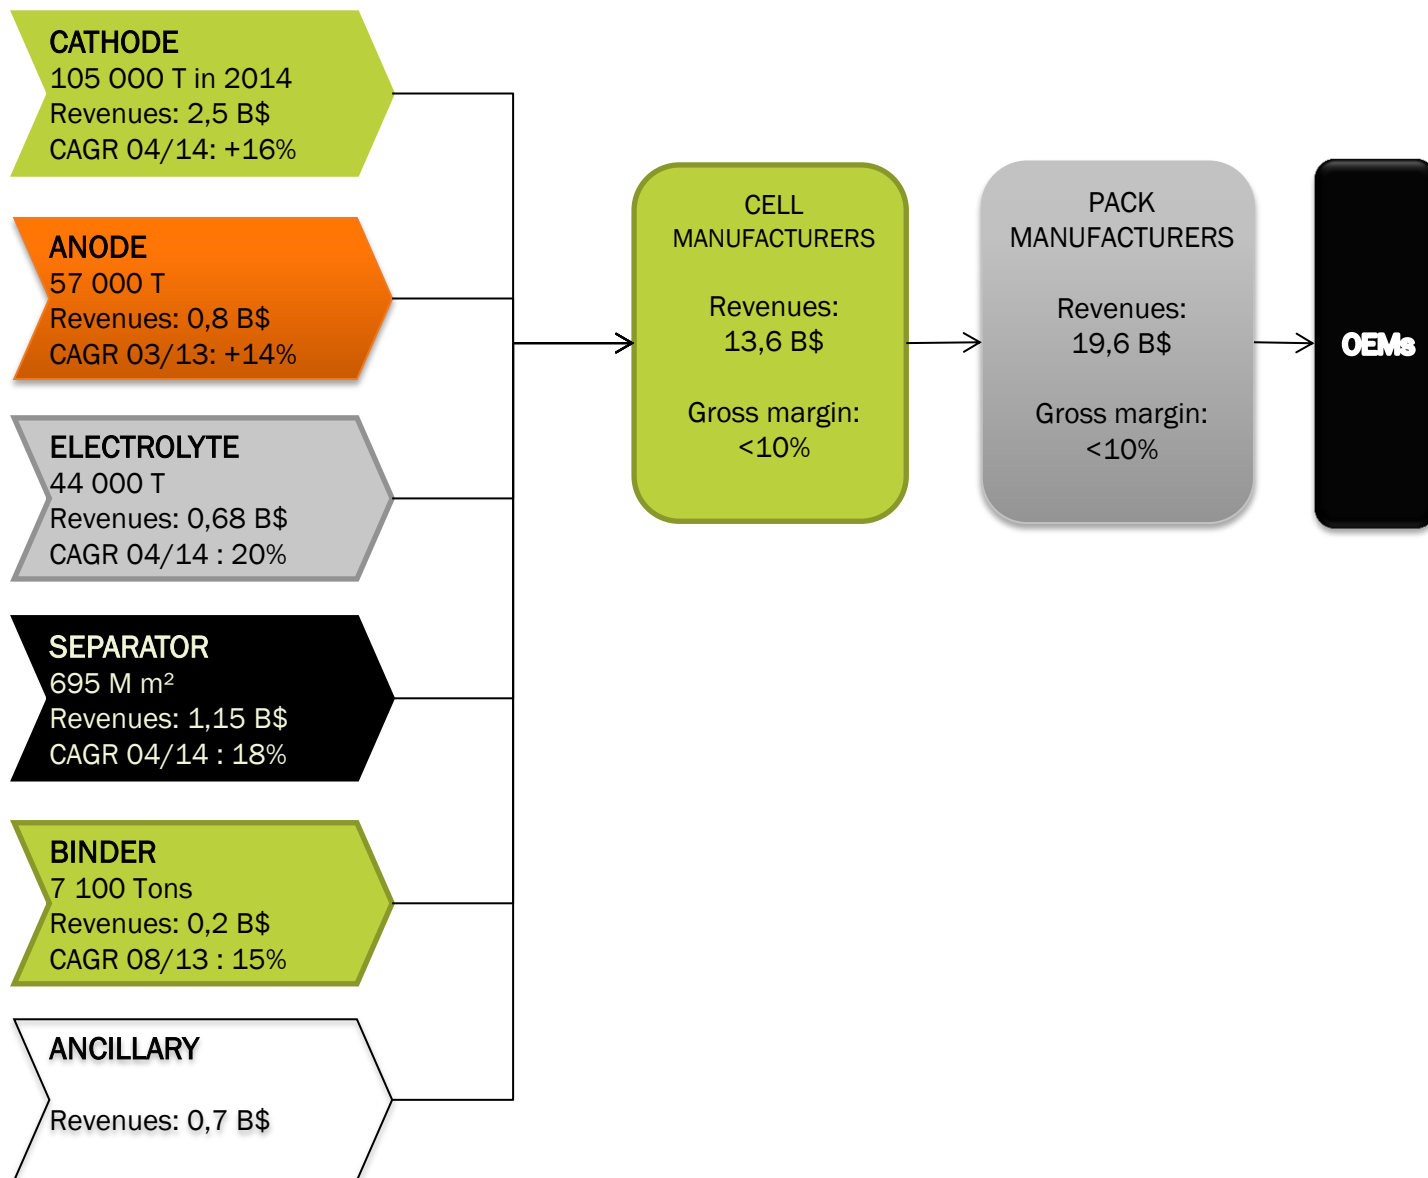 CATHODE
105 000 T in 2014
Revenues: 2,5 B$
CAGR 04/14: +16%
ANODE
57 000 T
Revenues: 0,8 B$
CAGR 03/13: +14%
ELECTROLYTE
44 000 T
Revenues: 0,68 B$
CAGR 04/14 : 20%
SEPARATOR
695 M m²
Revenues: 1,15 B$
CAGR 04/14 : 18%
BINDER
7 100 Tons
Revenues: 0,2 B$
CAGR 08/13 : 15%
ANCILLARY
Revenues: 0,7 B$
CELL
MANUFACTURERS
Revenues:
13,6 B$
Gross margin:
<10%
PACK
MANUFACTURERS
Revenues:
19,6 B$
Gross margin:
<10%
OEMs